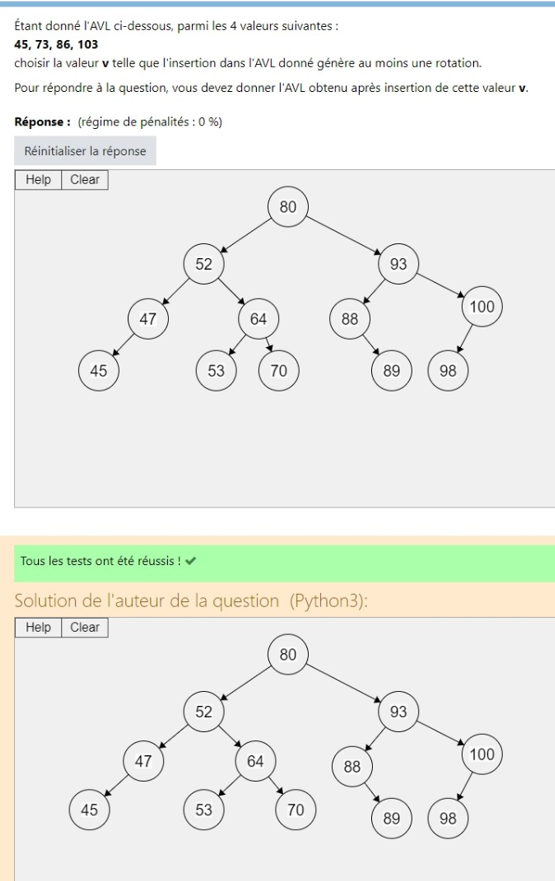 Étant donné l'AVL ci-dessous, parmi les 4 valeurs suivantes :
45, 73, 86, 103
choisir la valeur v telle que l'insertion dans l'AVL donné génère au moins une rotation.
Pour répondre à la question, vous devez donner l'AVL obtenu après insertion de cette valeur v.
Réponse : (régime de pénalités : 0 %)
Réinitialiser la réponse
Help Clear
80
52 93
47 64 88 100
45 53 70 89 98
Tous les tests ont été réussis !
Solution de l'auteur de la question (Python3):
Help Clear
80
52 93
47 64 88 100
45 53 70 89 98